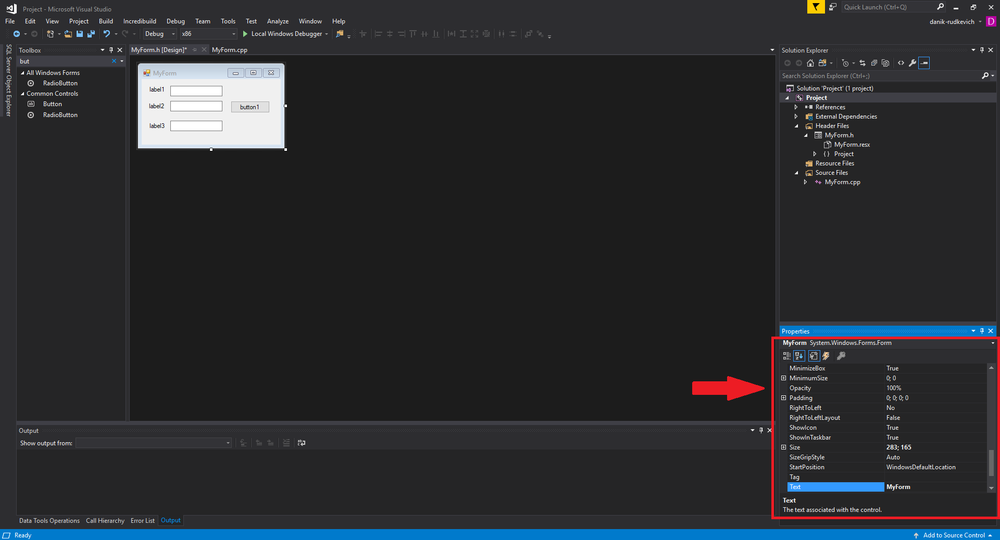 Project - Microsoft Visual Studio
Quick Launch (Ctrl+Q)
File Edit View Project Build Incredibuild Debug Team Tools Test Analyze Window Help
danik-rudkevich D
Debug x86 Local Windows Debugger
SQL Server Object Explorer
Toolbox
but
All Windows Forms
RadioButton
Common Controls
Button
RadioButton
MyForm.h [Design]* MyForm.cpp
MyForm
label1
label2
button1
label3
Output
Show output from:
Data Tools Operations Call Hierarchy Error List Output
Solution Explorer
Search Solution Explorer (Ctrl+;)
Solution 'Project' (1 project)
Project
References
External Dependencies
Header Files
MyForm.h
MyForm.resx
Project
Resource Files
Source Files
MyForm.cpp
Properties
MyForm System.Windows.Forms.Form
MinimizeBox True
MinimumSize 0; 0
Opacity 100%
Padding 0; 0; 0; 0
RightToLeft No
RightToLeftLayout False
ShowIcon True
ShowInTaskbar True
Size 283; 165
SizeGripStyle Auto
StartPosition WindowsDefaultLocation
Tag
Text MyForm
Text
The text associated with the control.
Ready
Add to Source Control